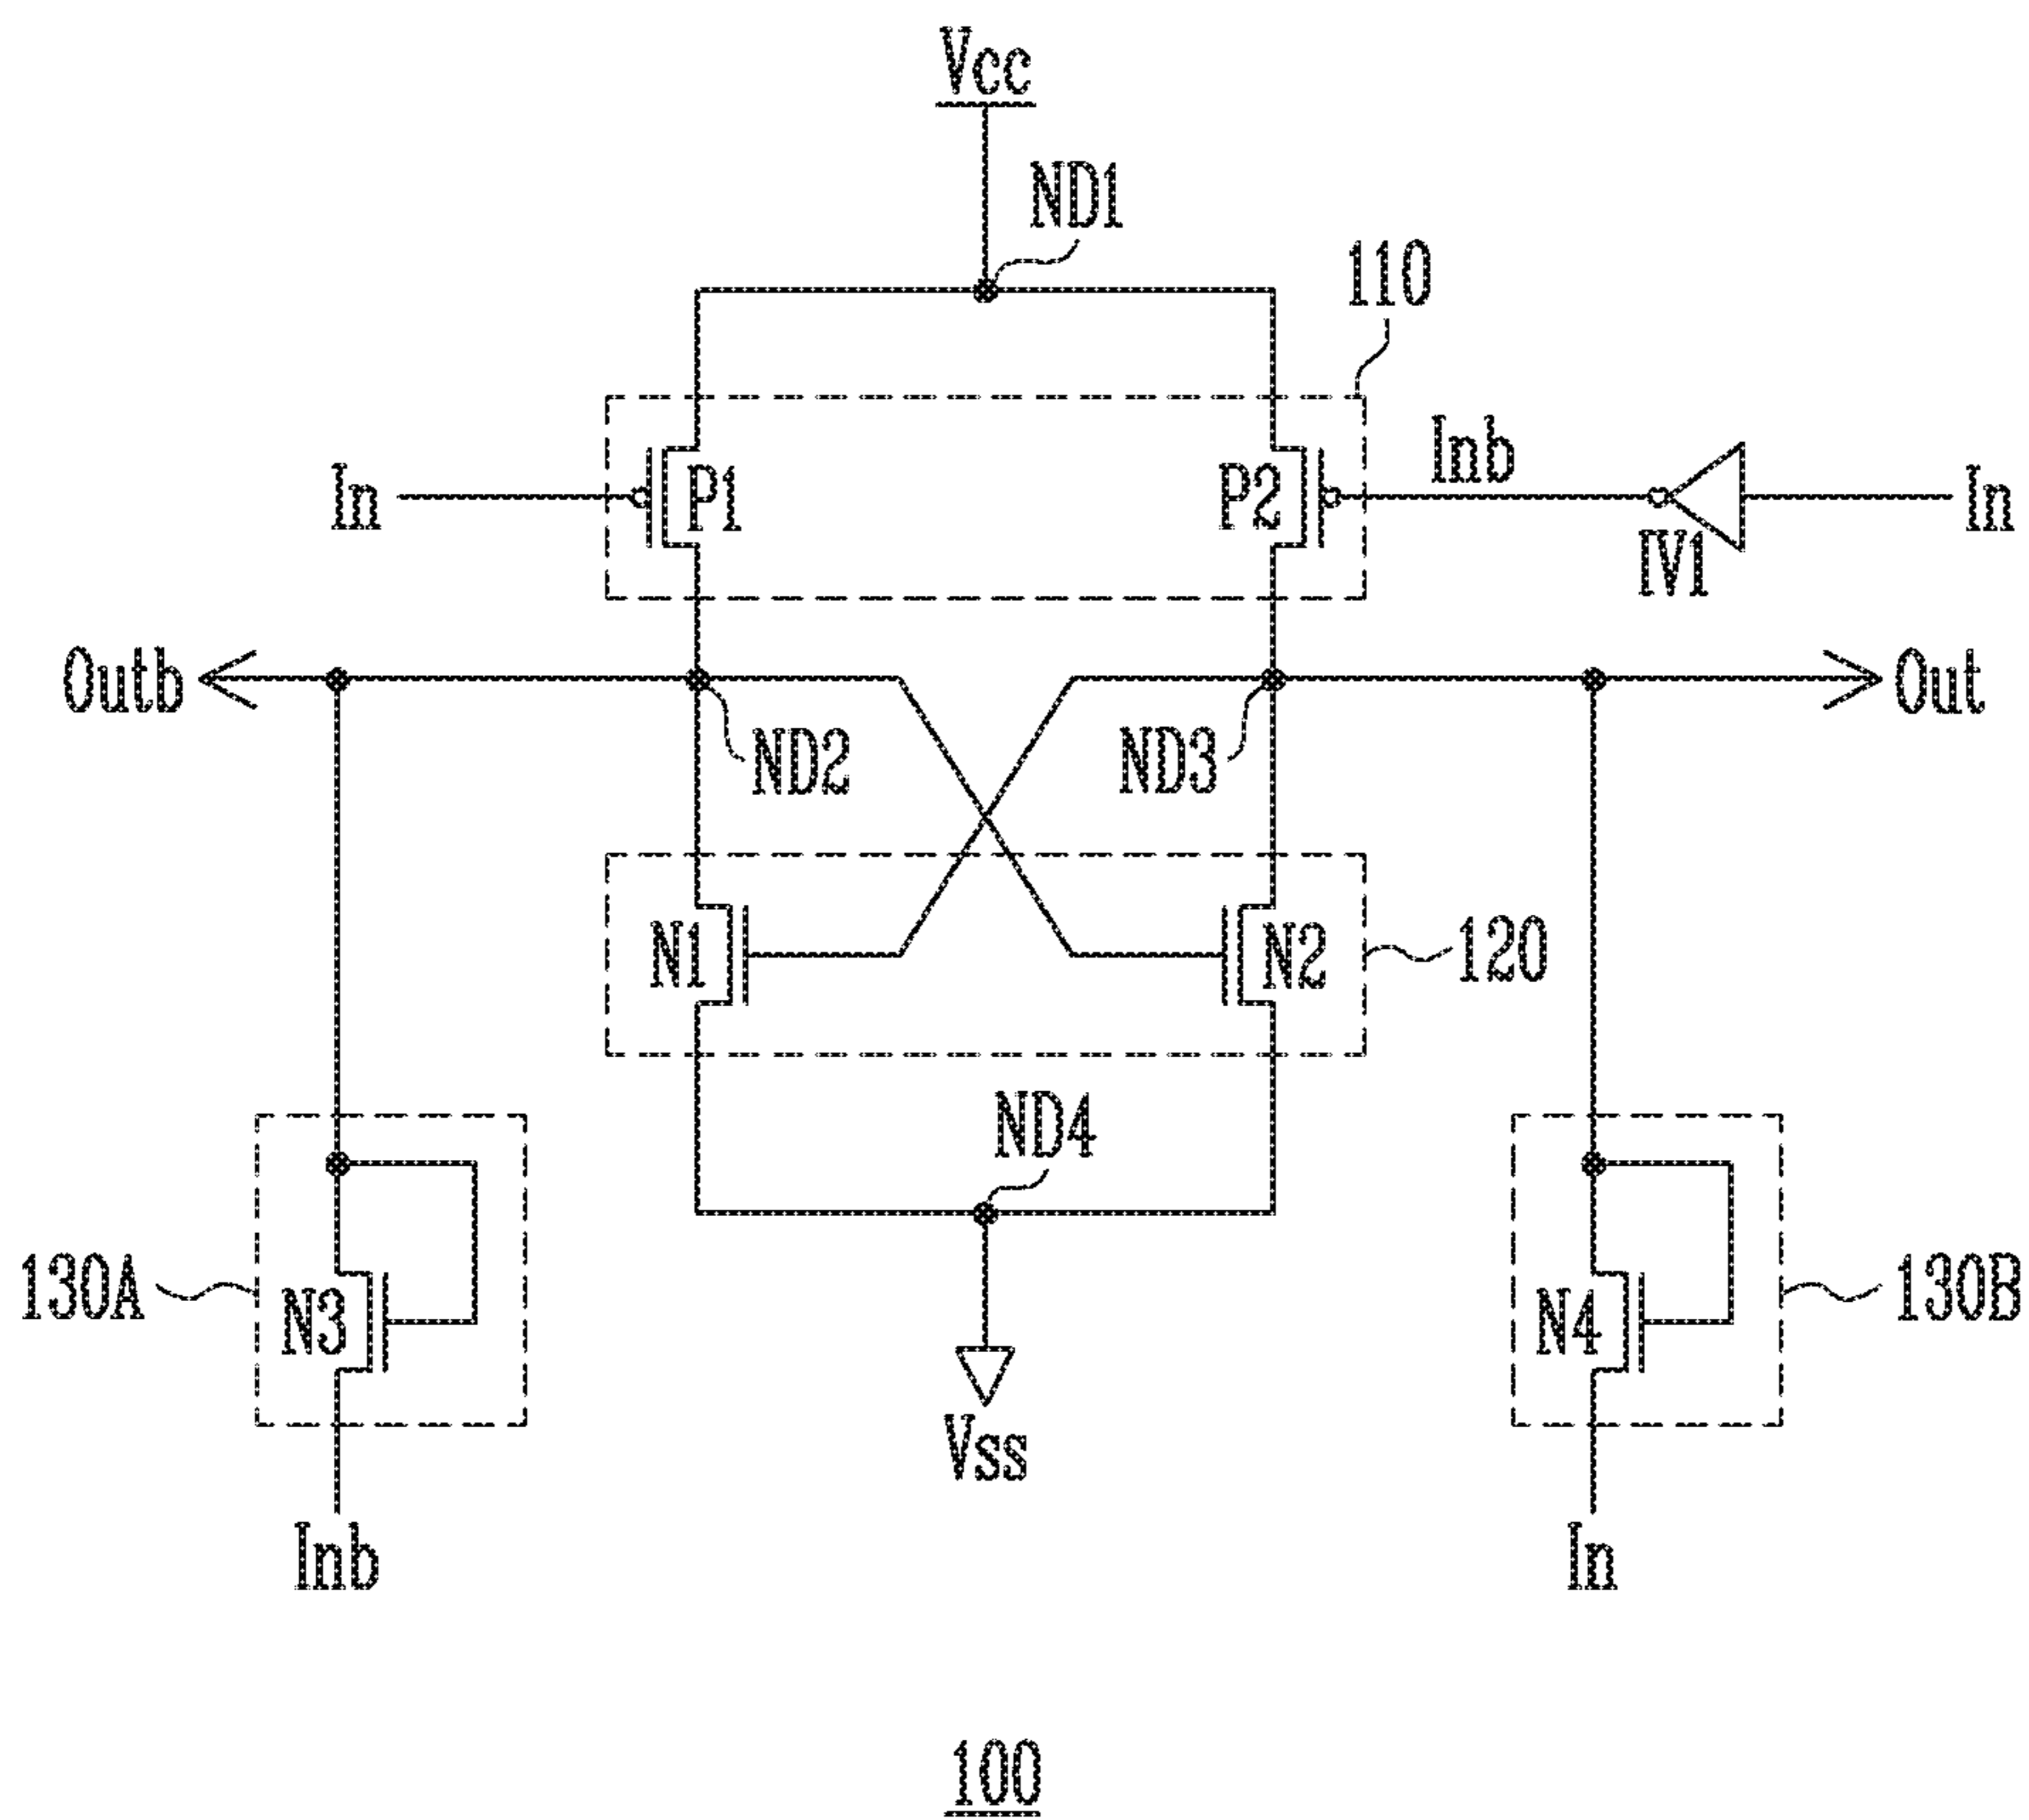 Vcc
ND1
110
In
P1
P2
Inb
IV1
In
Outb
ND2
ND3
Out
N1
N2
120
ND4
130A
N3
N4
130B
Vss
Inb
In
100